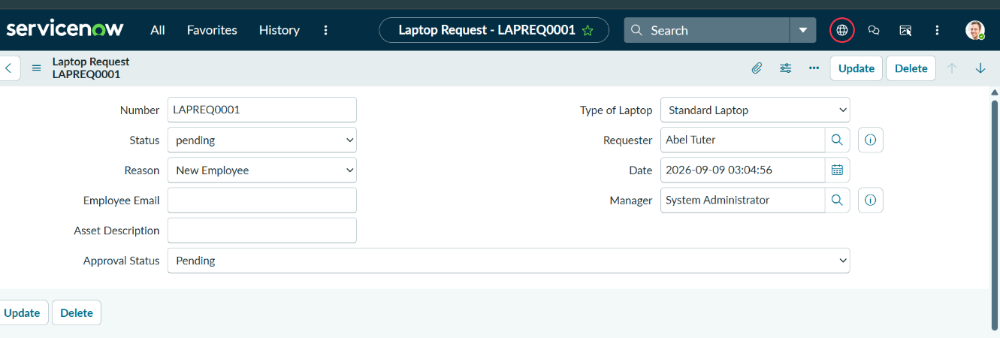 servicenow All Favorites History Laptop Request - LAPREQ0001 Search
Laptop Request
LAPREQ0001
Update Delete
Number LAPREQ0001 Type of Laptop Standard Laptop
Status pending Requester Abel Tuter
Reason New Employee Date 2026-09-09 03:04:56
Employee Email Manager System Administrator
Asset Description
Approval Status Pending
Update Delete